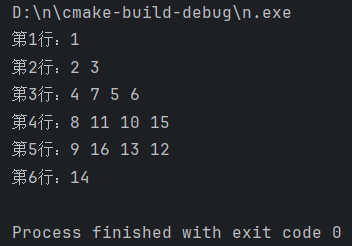 D:\n\cmake-build-debug\n.exe
第1行：1
第2行：2 3
第3行：4 7 5 6
第4行：8 11 10 15
第5行：9 16 13 12
第6行：14
Process finished with exit code 0